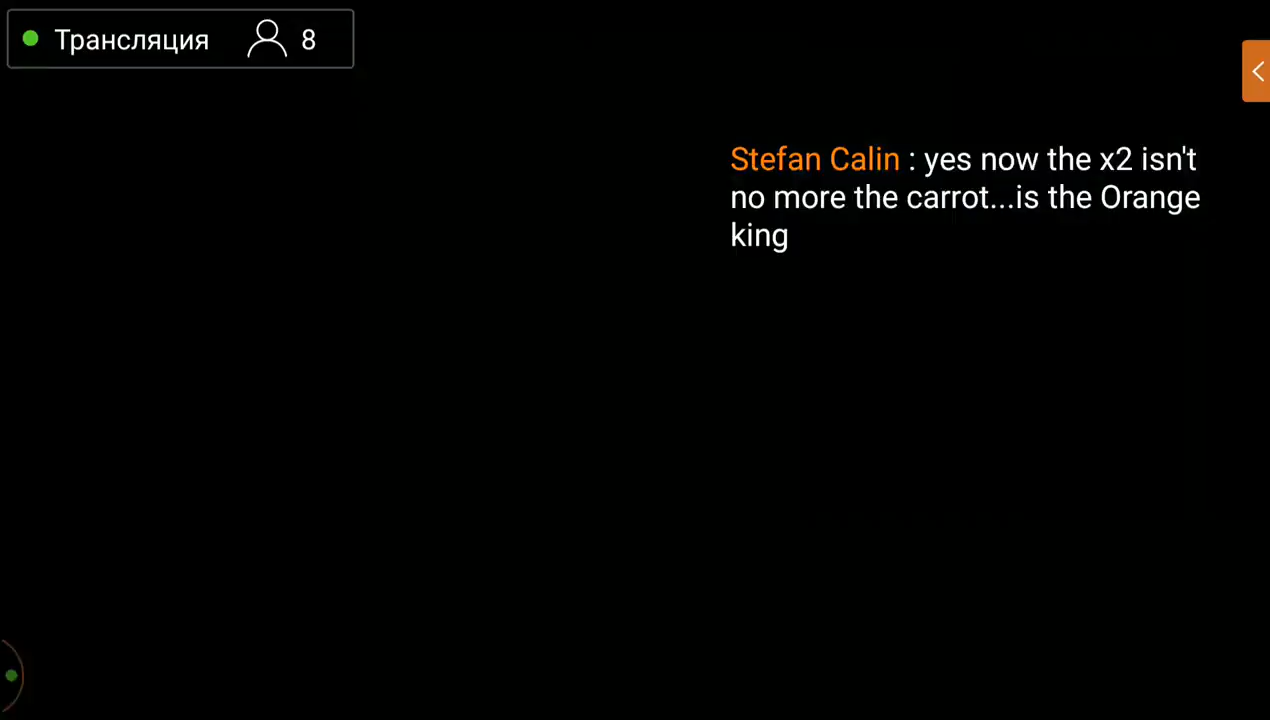 Трансляция 8
Stefan Calin : yes now the x2 isn't
no more the carrot...is the Orange
king